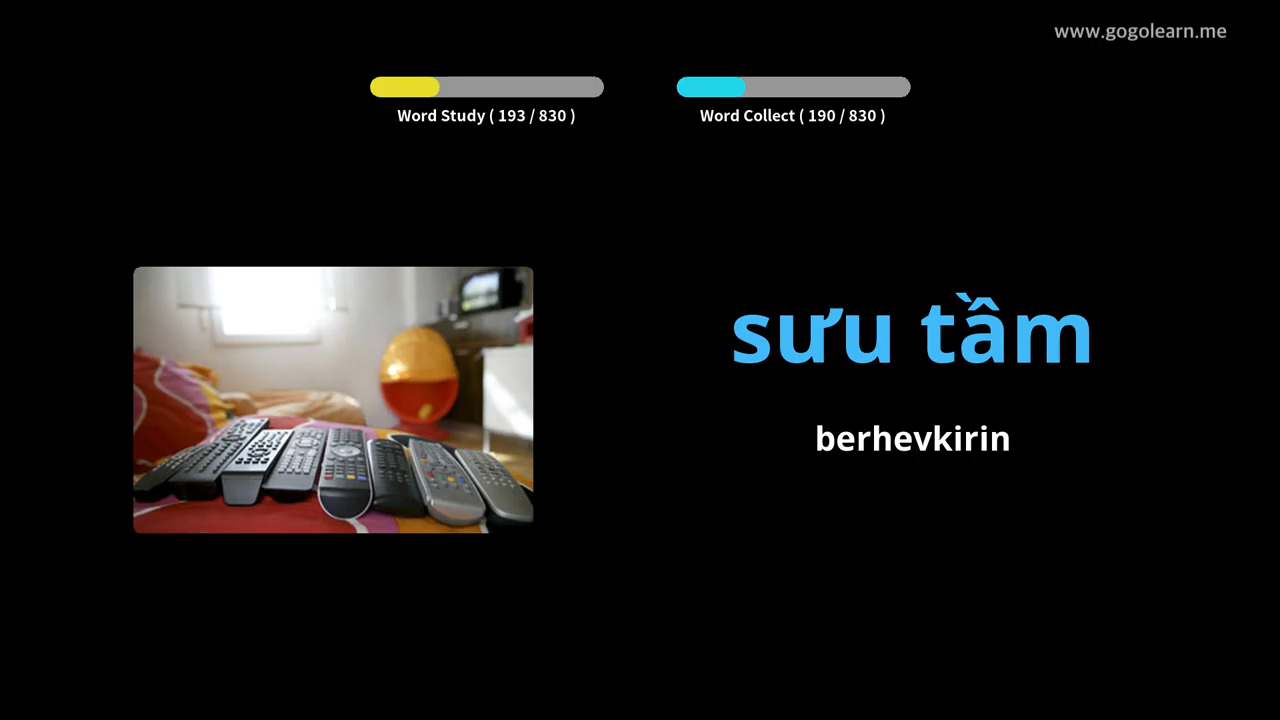 www.gogolearn.me
Word Study ( 193 / 830 )
Word Collect ( 190 / 830 )
sưu tầm
berhevkirin